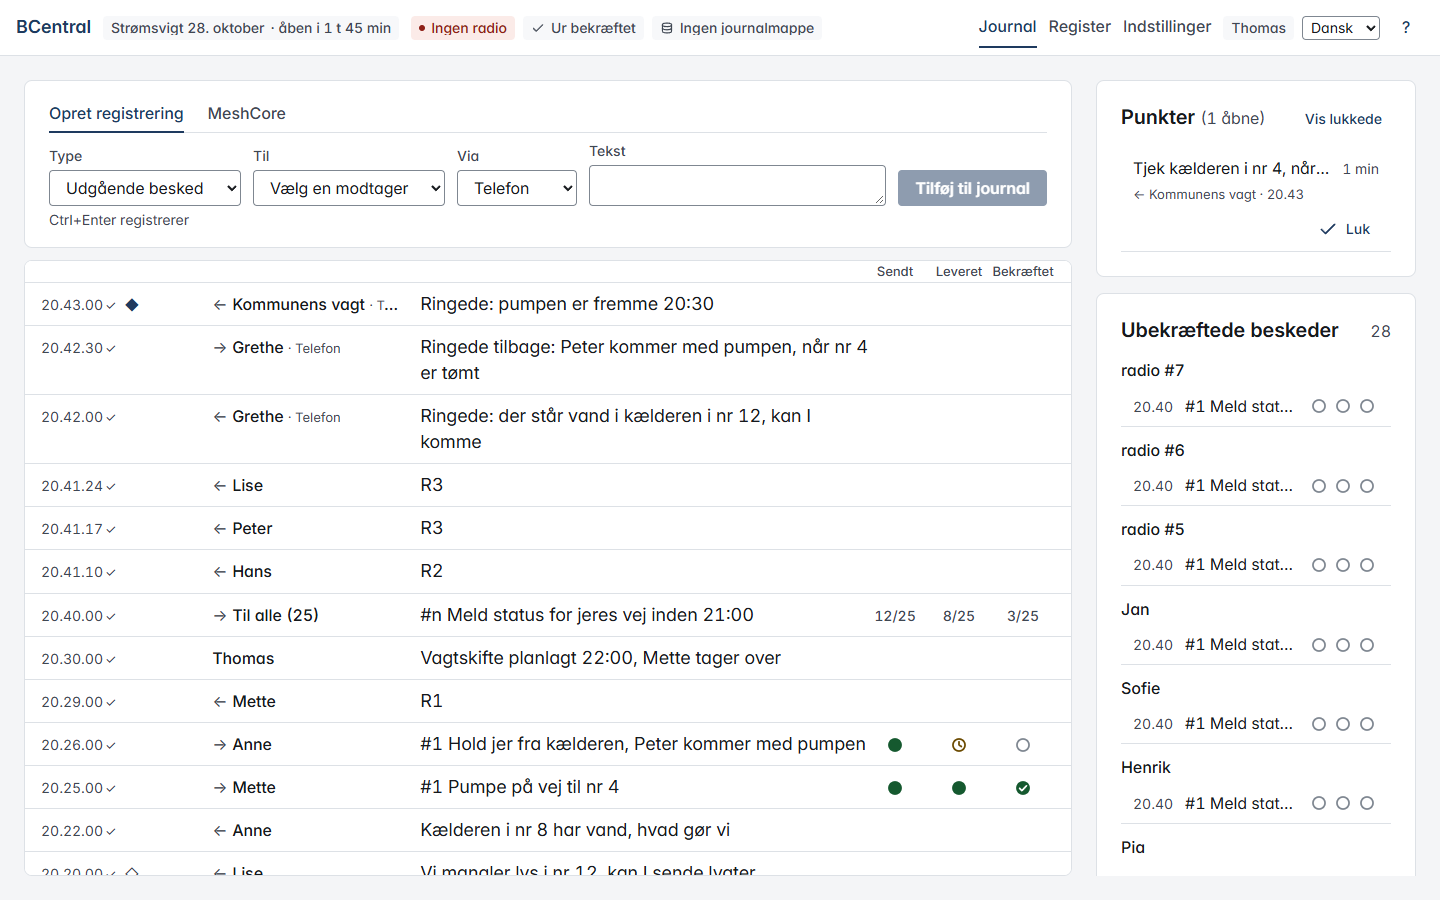 BCentral
Strømsvigt 28. oktober · åben i 1 t 45 min
Ingen radio
Ur bekræftet
Ingen journalmappe
Journal
Register
Indstillinger
Thomas
Dansk
?
Opret registrering
MeshCore
Type
Til
Via
Tekst
Udgående besked
Vælg en modtager
Telefon
Tilføj til journal
Ctrl+Enter registrerer
Sendt Leveret Bekræftet
20.43.00 ← Kommunens vagt · T... Ringede: pumpen er fremme 20:30
20.42.30 → Grethe · Telefon Ringede tilbage: Peter kommer med pumpen, når nr 4
er tømt
20.42.00 ← Grethe · Telefon Ringede: der står vand i kælderen i nr 12, kan I
komme
20.41.24 ← Lise R3
20.41.17 ← Peter R3
20.41.10 ← Hans R2
20.40.00 → Til alle (25) #n Meld status for jeres vej inden 21:00 12/25 8/25 3/25
20.30.00 Thomas Vagtskifte planlagt 22:00, Mette tager over
20.29.00 ← Mette R1
20.26.00 → Anne #1 Hold jer fra kælderen, Peter kommer med pumpen
20.25.00 → Mette #1 Pumpe på vej til nr 4
20.22.00 ← Anne Kælderen i nr 8 har vand, hvad gør vi
20.20.00 ← Lise Vi mangler lys i nr 12, kan I sende lygter
Punkter (1 åbne)
Vis lukkede
Tjek kælderen i nr 4, når... 1 min
← Kommunens vagt · 20.43
Luk
Ubekræftede beskeder 28
radio #7
20.40 #1 Meld stat...
radio #6
20.40 #1 Meld stat...
radio #5
20.40 #1 Meld stat...
Jan
20.40 #1 Meld stat...
Sofie
20.40 #1 Meld stat...
Henrik
20.40 #1 Meld stat...
Pia